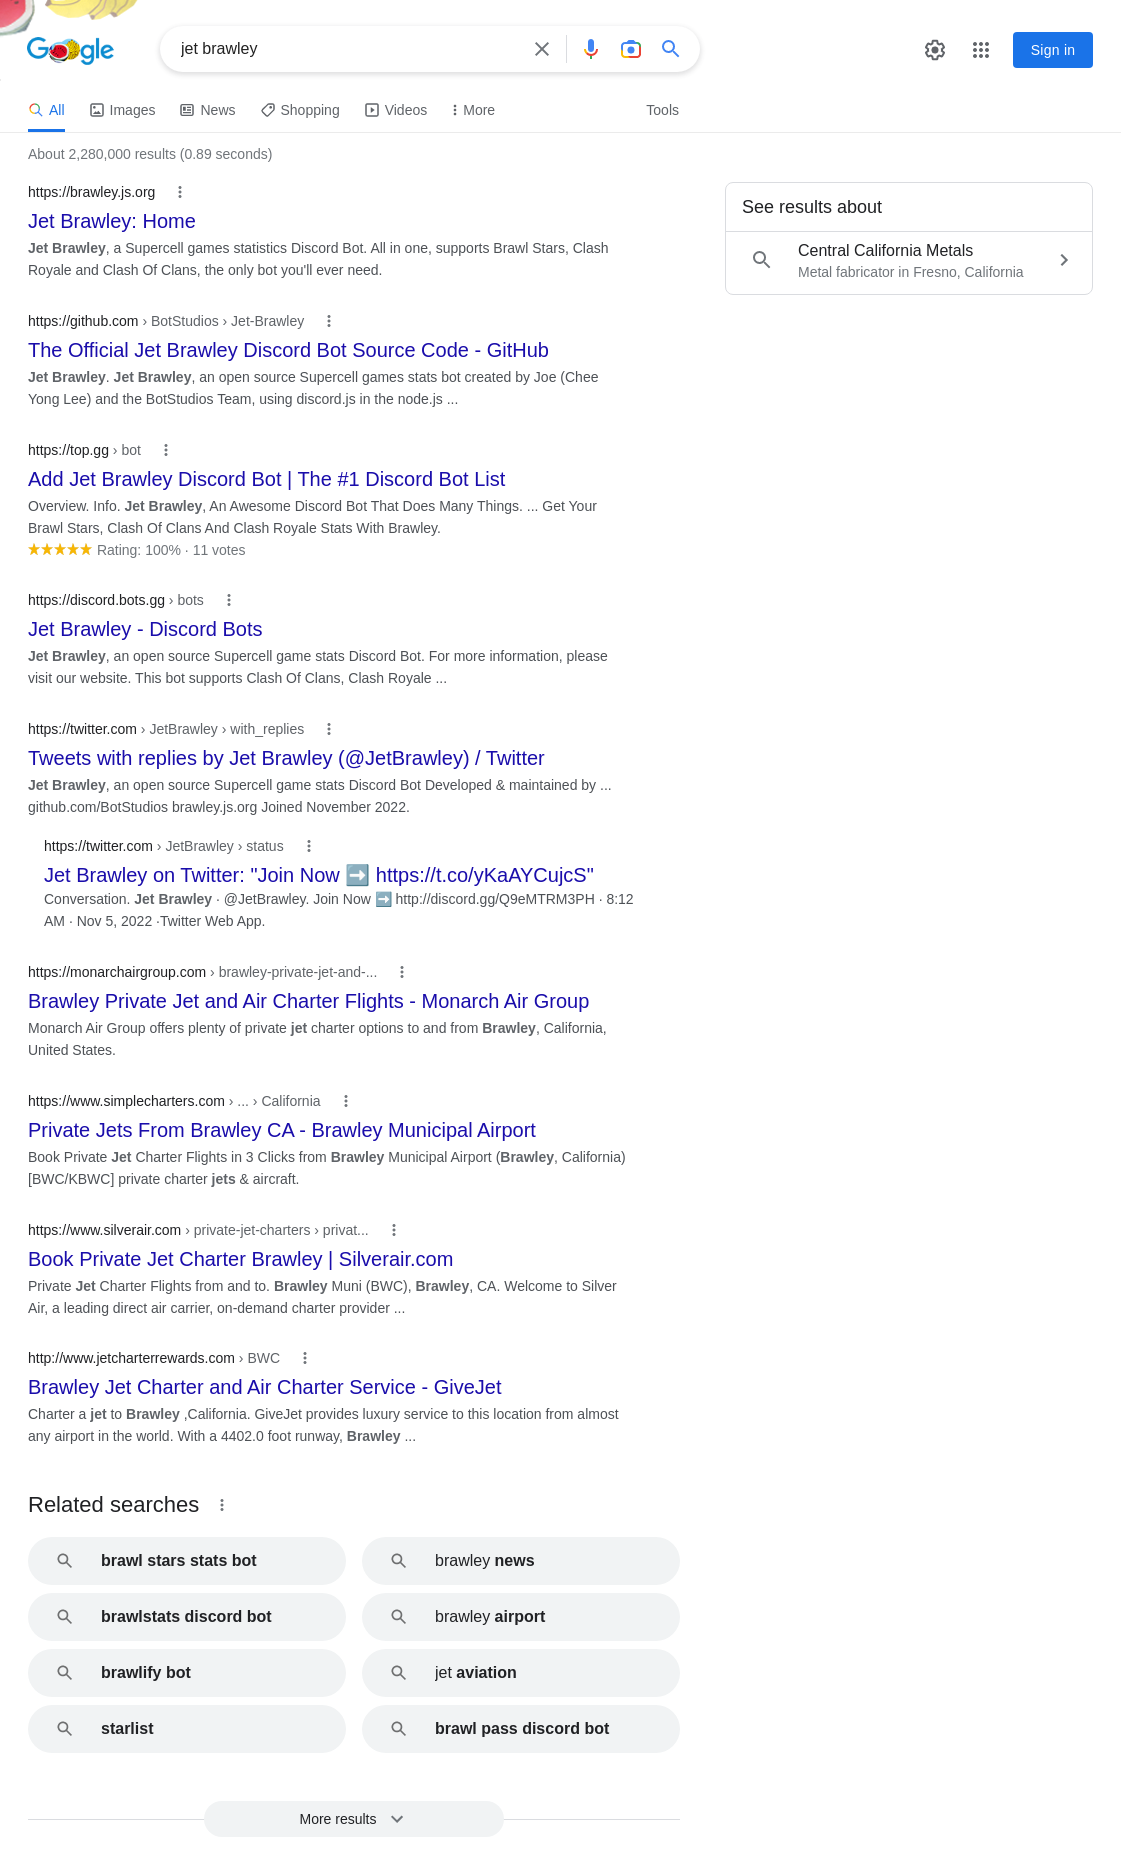 Google
jet brawley
Sign in
All
Images
News
Shopping
Videos
More
Tools
About 2,280,000 results (0.89 seconds)
https://brawley.js.org
Jet Brawley: Home
Jet Brawley, a Supercell games statistics Discord Bot. All in one, supports Brawl Stars, Clash
Royale and Clash Of Clans, the only bot you'll ever need.
https://github.com › BotStudios › Jet-Brawley
The Official Jet Brawley Discord Bot Source Code - GitHub
Jet Brawley. Jet Brawley, an open source Supercell games stats bot created by Joe (Chee
Yong Lee) and the BotStudios Team, using discord.js in the node.js ...
https://top.gg › bot
Add Jet Brawley Discord Bot | The #1 Discord Bot List
Overview. Info. Jet Brawley, An Awesome Discord Bot That Does Many Things. ... Get Your
Brawl Stars, Clash Of Clans And Clash Royale Stats With Brawley.
Rating: 100% · 11 votes
https://discord.bots.gg › bots
Jet Brawley - Discord Bots
Jet Brawley, an open source Supercell game stats Discord Bot. For more information, please
visit our website. This bot supports Clash Of Clans, Clash Royale ...
https://twitter.com › JetBrawley › with_replies
Tweets with replies by Jet Brawley (@JetBrawley) / Twitter
Jet Brawley, an open source Supercell game stats Discord Bot Developed & maintained by ...
github.com/BotStudios brawley.js.org Joined November 2022.
https://twitter.com › JetBrawley › status
Jet Brawley on Twitter: "Join Now ➡️ https://t.co/yKaAYCujcS"
Conversation. Jet Brawley · @JetBrawley. Join Now ➡️ http://discord.gg/Q9eMTRM3PH · 8:12
AM · Nov 5, 2022 ·Twitter Web App.
https://monarchairgroup.com › brawley-private-jet-and-...
Brawley Private Jet and Air Charter Flights - Monarch Air Group
Monarch Air Group offers plenty of private jet charter options to and from Brawley, California,
United States.
https://www.simplecharters.com › ... › California
Private Jets From Brawley CA - Brawley Municipal Airport
Book Private Jet Charter Flights in 3 Clicks from Brawley Municipal Airport (Brawley, California)
[BWC/KBWC] private charter jets & aircraft.
https://www.silverair.com › private-jet-charters › privat...
Book Private Jet Charter Brawley | Silverair.com
Private Jet Charter Flights from and to. Brawley Muni (BWC), Brawley, CA. Welcome to Silver
Air, a leading direct air carrier, on-demand charter provider ...
http://www.jetcharterrewards.com › BWC
Brawley Jet Charter and Air Charter Service - GiveJet
Charter a jet to Brawley ,California. GiveJet provides luxury service to this location from almost
any airport in the world. With a 4402.0 foot runway, Brawley ...
See results about
Central California Metals
Metal fabricator in Fresno, California
Related searches
brawl stars stats bot
brawley news
brawlstats discord bot
brawley airport
brawlify bot
jet aviation
starlist
brawl pass discord bot
More results